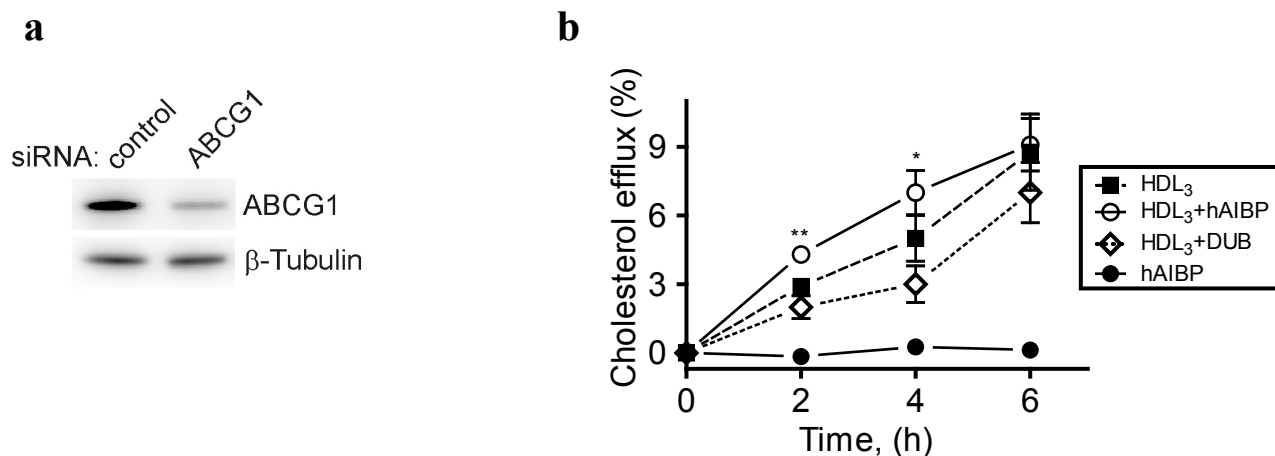 a
siRNA: control ABCG1
ABCG1
β-Tubulin
b
Cholesterol efflux (%)
9
6
3
0
**
*
0 2 4 6
Time, (h)
HDL₃
HDL₃+hAIBP
HDL₃+DUB
hAIBP